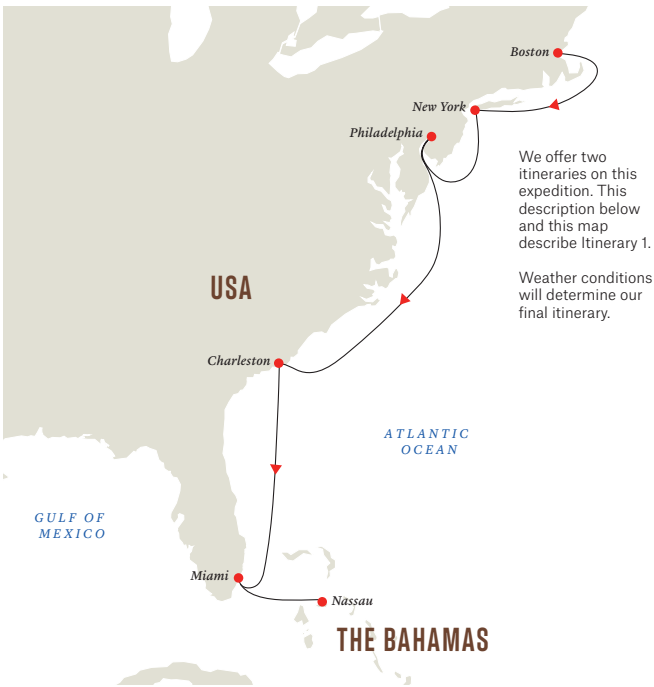 Boston
New York
Philadelphia
We offer two
itineraries on this
expedition. This
description below
and this map
describe Itinerary 1.
Weather conditions
will determine our
final itinerary.
USA
Charleston
ATLANTIC
OCEAN
GULF OF
MEXICO
Miami
Nassau
THE BAHAMAS